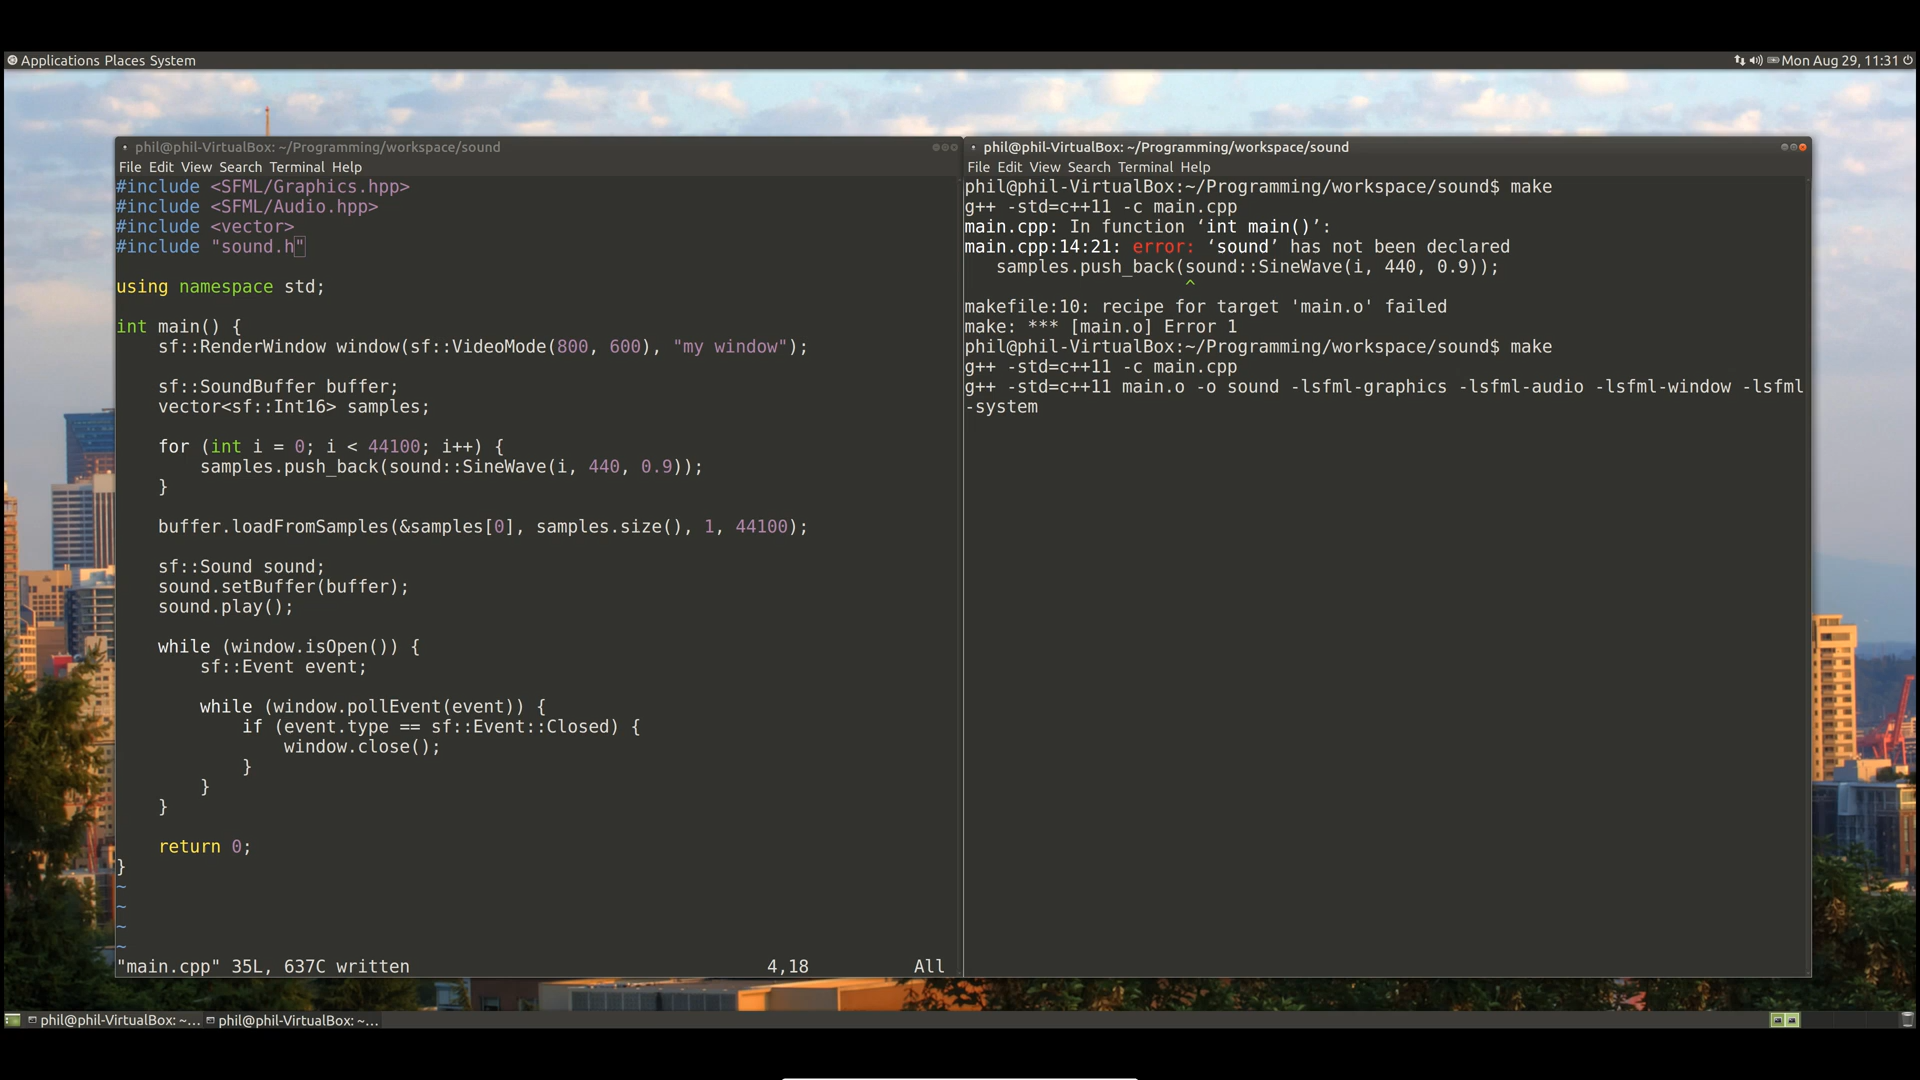 Applications Places System
Mon Aug 29, 11:31
phil@phil-VirtualBox: ~/Programming/workspace/sound
File Edit View Search Terminal Help
#include <SFML/Graphics.hpp>
#include <SFML/Audio.hpp>
#include <vector>
#include "sound.h"
using namespace std;
int main() {
sf::RenderWindow window(sf::VideoMode(800, 600), "my window");
sf::SoundBuffer buffer;
vector<sf::Int16> samples;
for (int i = 0; i < 44100; i++) {
samples.push_back(sound::SineWave(i, 440, 0.9));
}
buffer.loadFromSamples(&samples[0], samples.size(), 1, 44100);
sf::Sound sound;
sound.setBuffer(buffer);
sound.play();
while (window.isOpen()) {
sf::Event event;
while (window.pollEvent(event)) {
if (event.type == sf::Event::Closed) {
window.close();
}
}
}
return 0;
}
~
~
~
~
"main.cpp" 35L, 637C written 4,18 All
phil@phil-VirtualBox: ~/Programming/workspace/sound
File Edit View Search Terminal Help
phil@phil-VirtualBox:~/Programming/workspace/sound$ make
g++ -std=c++11 -c main.cpp
main.cpp: In function ‘int main()’:
main.cpp:14:21: error: ‘sound’ has not been declared
samples.push_back(sound::SineWave(i, 440, 0.9));
^
makefile:10: recipe for target 'main.o' failed
make: *** [main.o] Error 1
phil@phil-VirtualBox:~/Programming/workspace/sound$ make
g++ -std=c++11 -c main.cpp
g++ -std=c++11 main.o -o sound -lsfml-graphics -lsfml-audio -lsfml-window -lsfml
-system
phil@phil-VirtualBox: ~...
phil@phil-VirtualBox: ~...